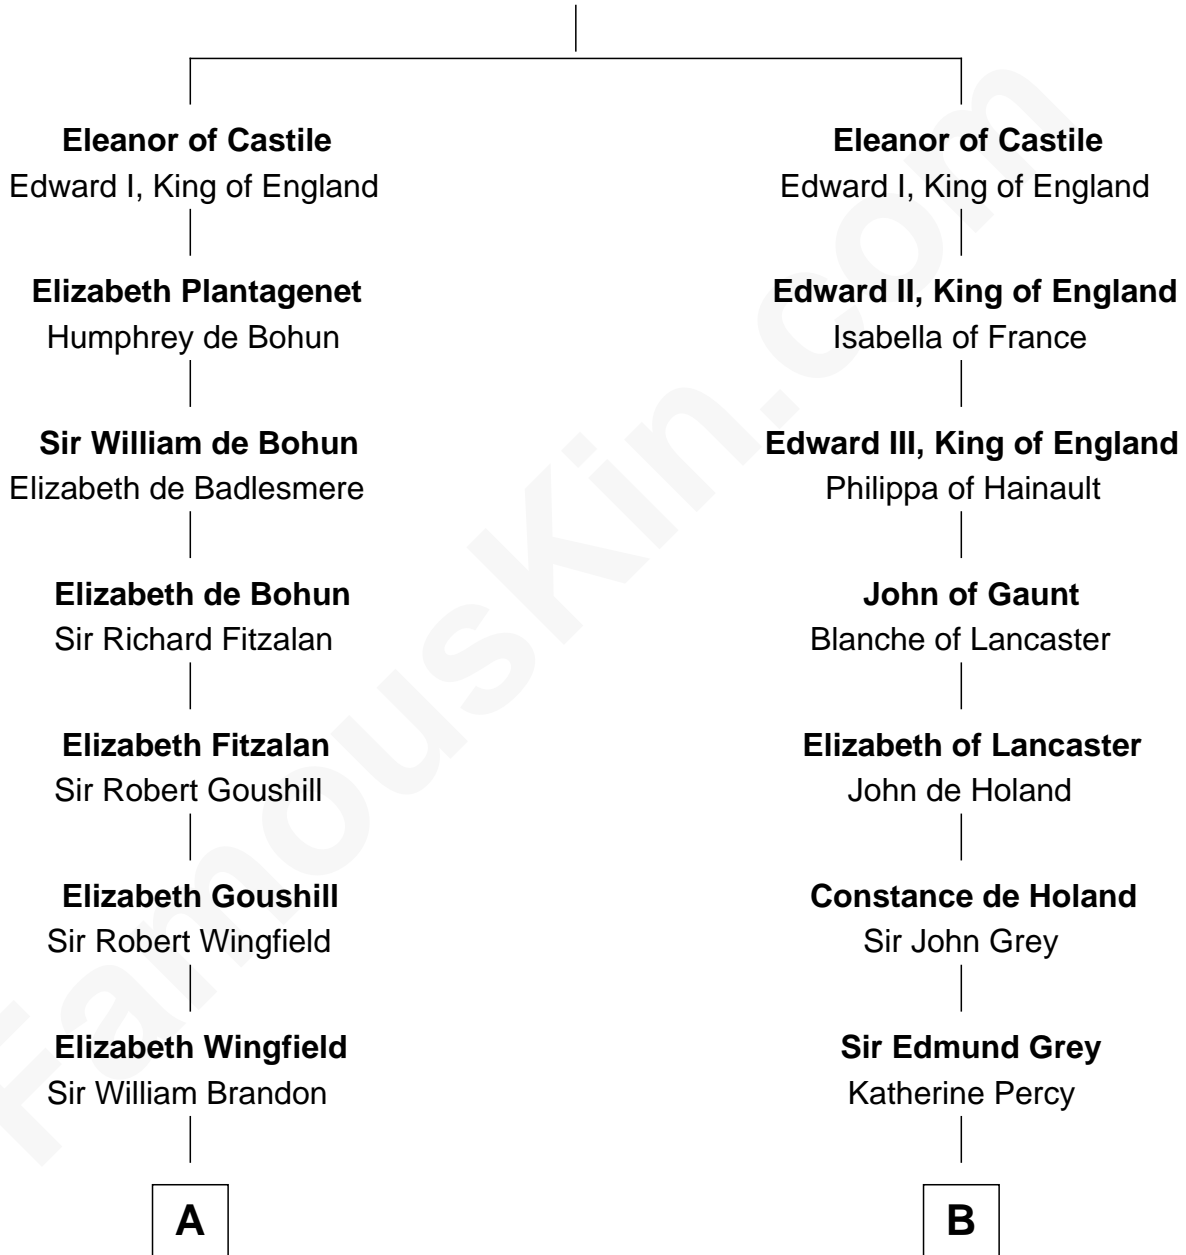 Eleanor of Castile
Edward I, King of England
Elizabeth Plantagenet
Humphrey de Bohun
Sir William de Bohun
Elizabeth de Badlesmere
Elizabeth de Bohun
Sir Richard Fitzalan
Elizabeth Fitzalan
Sir Robert Goushill
Elizabeth Goushill
Sir Robert Wingfield
Elizabeth Wingfield
Sir William Brandon
A
Eleanor of Castile
Edward I, King of England
Edward II, King of England
Isabella of France
Edward III, King of England
Philippa of Hainault
John of Gaunt
Blanche of Lancaster
Elizabeth of Lancaster
John de Holand
Constance de Holand
Sir John Grey
Sir Edmund Grey
Katherine Percy
B
FamousKin.com